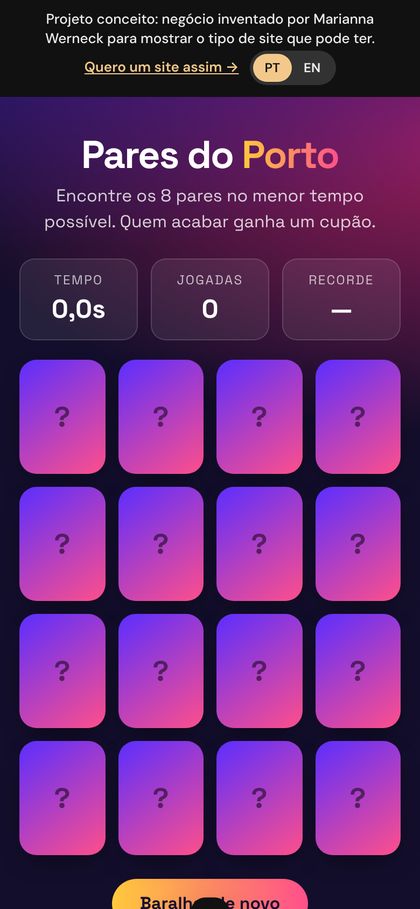 Projeto conceito: negócio inventado por Marianna
Werneck para mostrar o tipo de site que pode ter.
Quero um site assim → PT EN
Pares do Porto
Encontre os 8 pares no menor tempo
possível. Quem acabar ganha um cupão.
TEMPO JOGADAS RECORDE
0,0s 0 —
? ? ? ?
? ? ? ?
? ? ? ?
? ? ? ?
novo